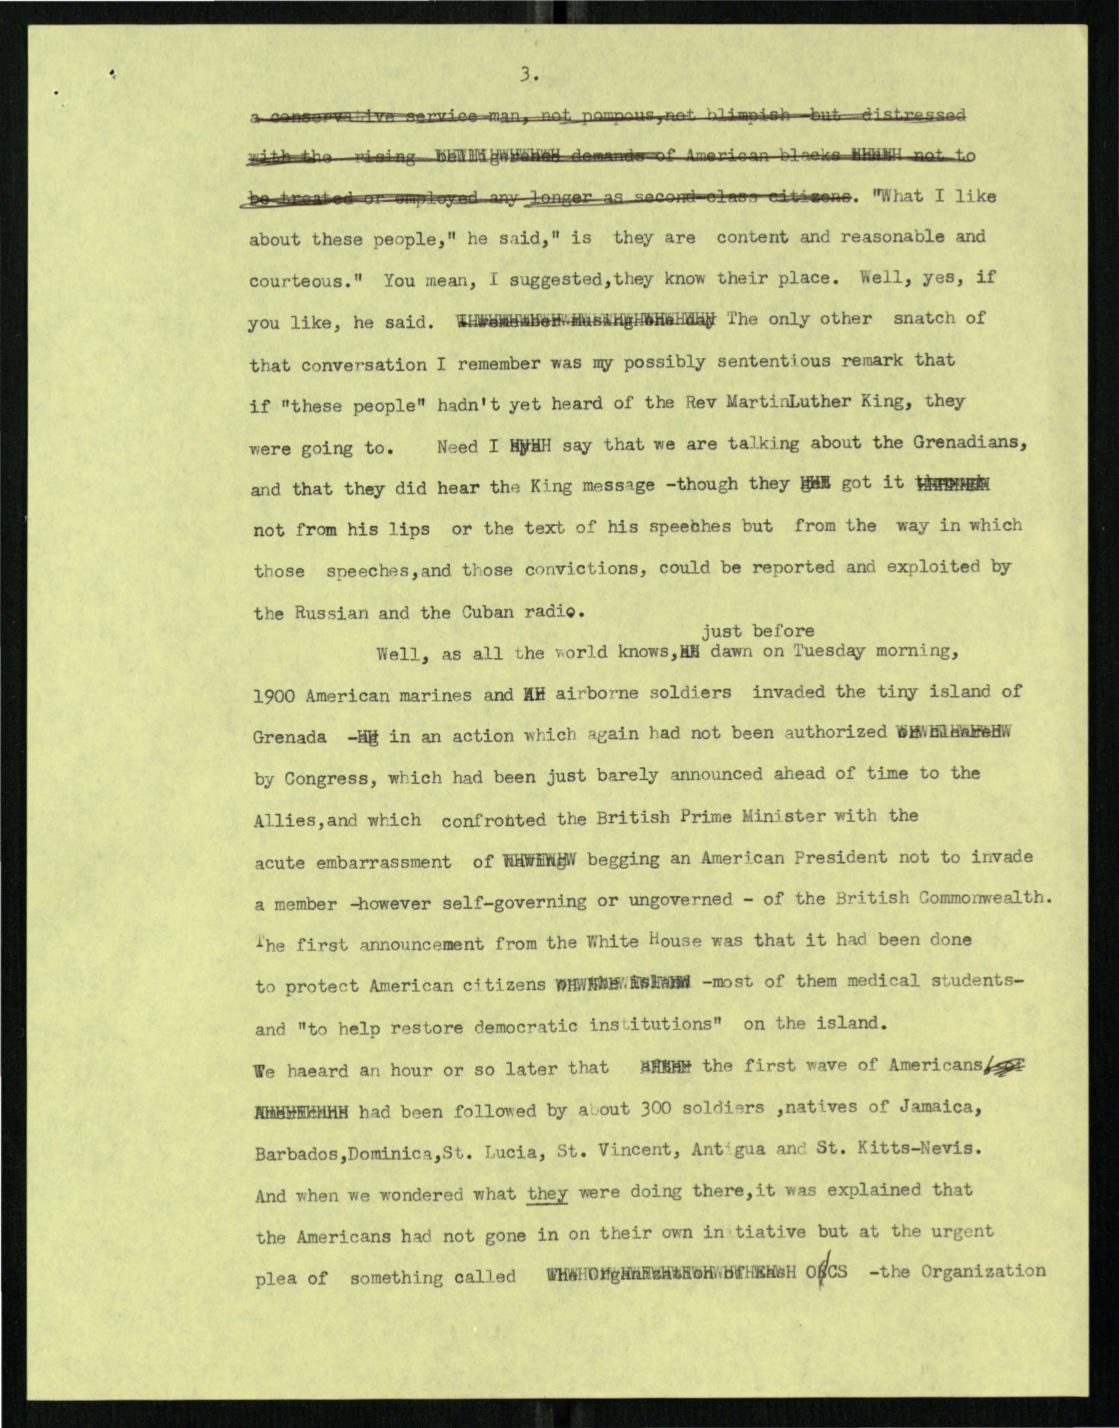 3.
a conservative service man, not pompous,not blimpish -but distressed
with the rising demands of American blacks not to
be treated or employed any longer as second-class citizens. "What I like
about these people," he said," is they are content and reasonable and
courteous." You mean, I suggested,they know their place. Well, yes, if
you like, he said. The only other snatch of
that conversation I remember was my possibly sententious remark that
if "these people" hadn't yet heard of the Rev MartinLuther King, they
were going to. Need I say that we are talking about the Grenadians,
and that they did hear the King message -though they got it
not from his lips or the text of his speeches but from the way in which
those speeches,and those convictions, could be reported and exploited by
the Russian and the Cuban radio.
just before
Well, as all the world knows, dawn on Tuesday morning,
1900 American marines and airborne soldiers invaded the tiny island of
Grenada - in an action which again had not been authorized
by Congress, which had been just barely announced ahead of time to the
Allies,and which confronted the British Prime Minister with the
acute embarrassment of begging an American President not to invade
a member -however self-governing or ungoverned - of the British Commonwealth.
The first announcement from the White House was that it had been done
to protect American citizens -most of them medical students-
and "to help restore democratic institutions" on the island.
We haeard an hour or so later that the first wave of Americans
had been followed by about 300 soldiers ,natives of Jamaica,
Barbados,Dominica,St. Lucia, St. Vincent, Antigua and St. Kitts-Nevis.
And when we wondered what they were doing there,it was explained that
the Americans had not gone in on their own in tiative but at the urgent
plea of something called OECS -the Organization